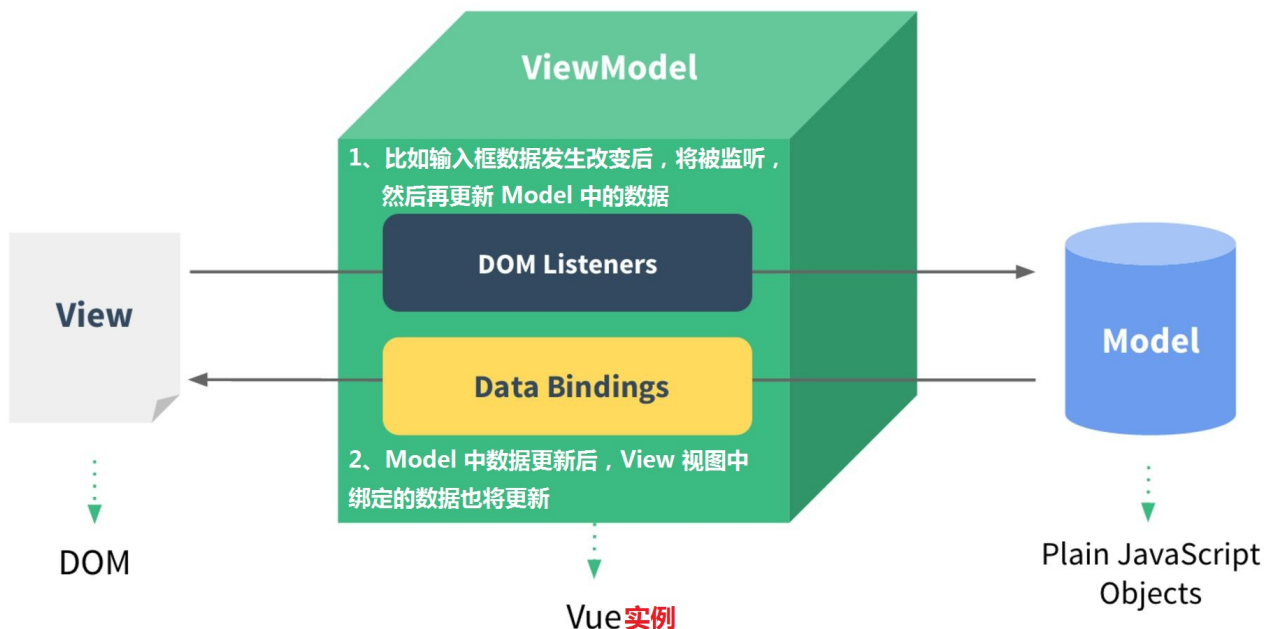 ViewModel
1、比如输入框数据发生改变后，将被监听，
然后再更新 Model 中的数据
DOM Listeners
View
Model
Data Bindings
2、Model 中数据更新后，View 视图中
绑定的数据也将更新
DOM
Vue实例
Plain JavaScript
Objects